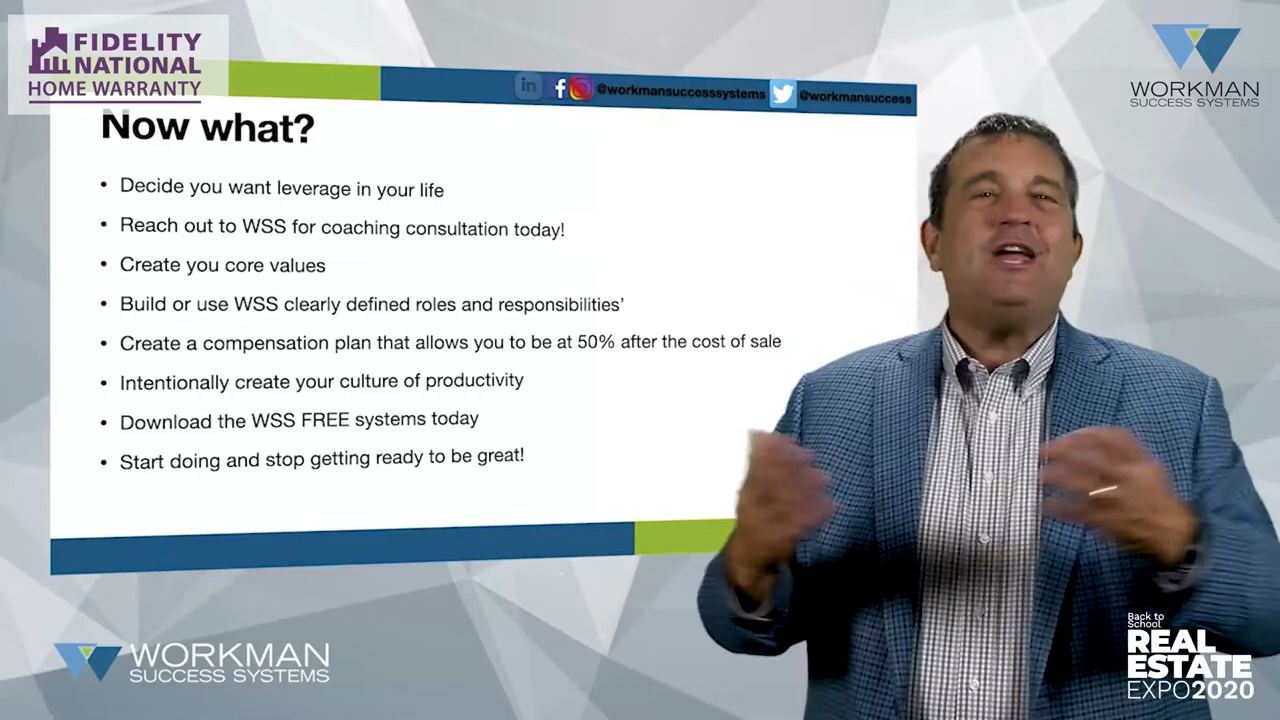 FIDELITY
NATIONAL
HOME WARRANTY
in
f
@workmansuccesssystems
@workmansuccess
WORKMAN
SUCCESS SYSTEMS
Now what?
• Decide you want leverage in your life
• Reach out to WSS for coaching consultation today!
• Create you core values
• Build or use WSS clearly defined roles and responsibilities’
• Create a compensation plan that allows you to be at 50% after the cost of sale
• Intentionally create your culture of productivity
• Download the WSS FREE systems today
• Start doing and stop getting ready to be great!
WORKMAN
SUCCESS SYSTEMS
Back to
School
REAL
ESTATE
EXPO2020